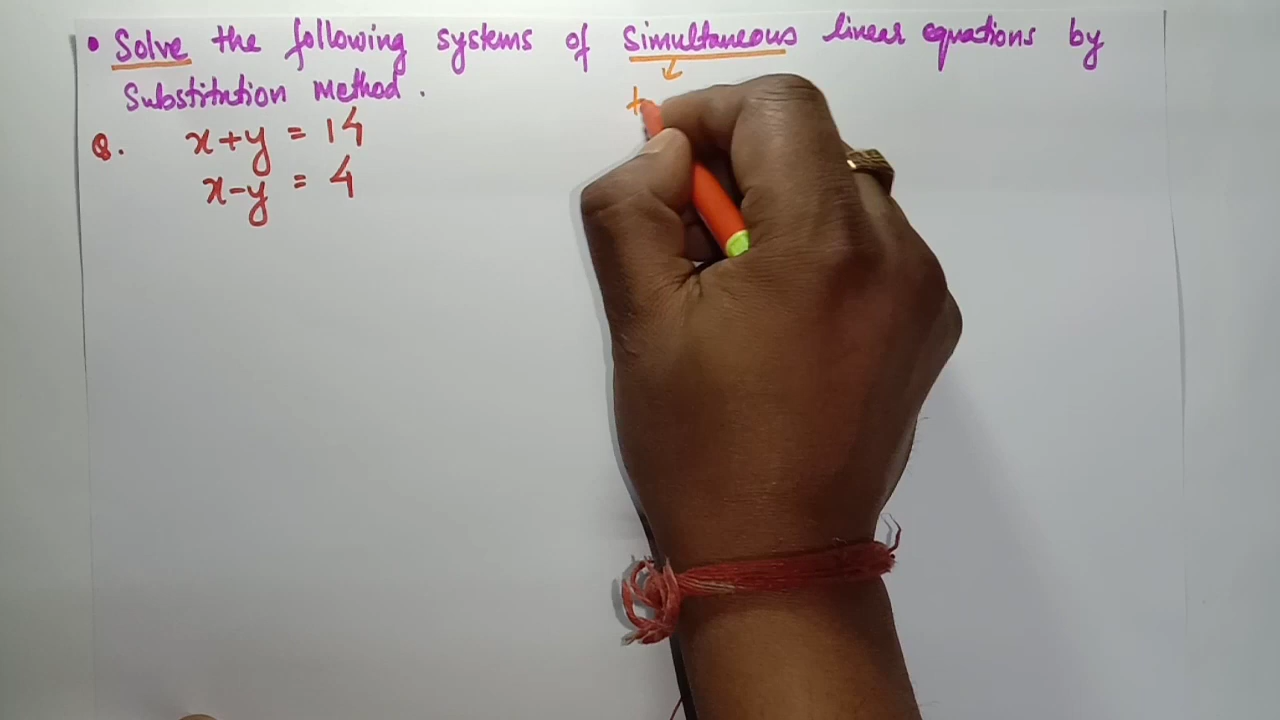 • Solve the following systems of Simultaneous linear equations by
Substitution Method.
Q. x+y = 14
x-y = 4